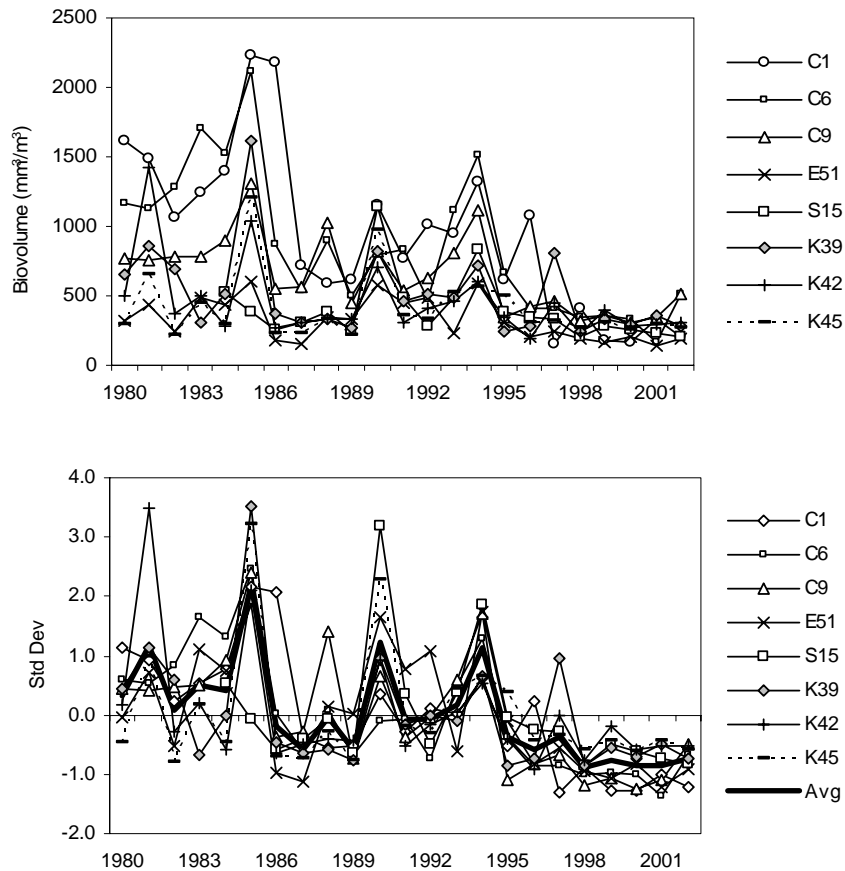 2500
2000
1500
1000
500
0
Biovolume (mm³/m³)
1980 1983 1986 1989 1992 1995 1998 2001
C1
C6
C9
E51
S15
K39
K42
K45
4.0
3.0
2.0
1.0
0.0
-1.0
-2.0
Std Dev
1980 1983 1986 1989 1992 1995 1998 2001
C1
C6
C9
E51
S15
K39
K42
K45
Avg